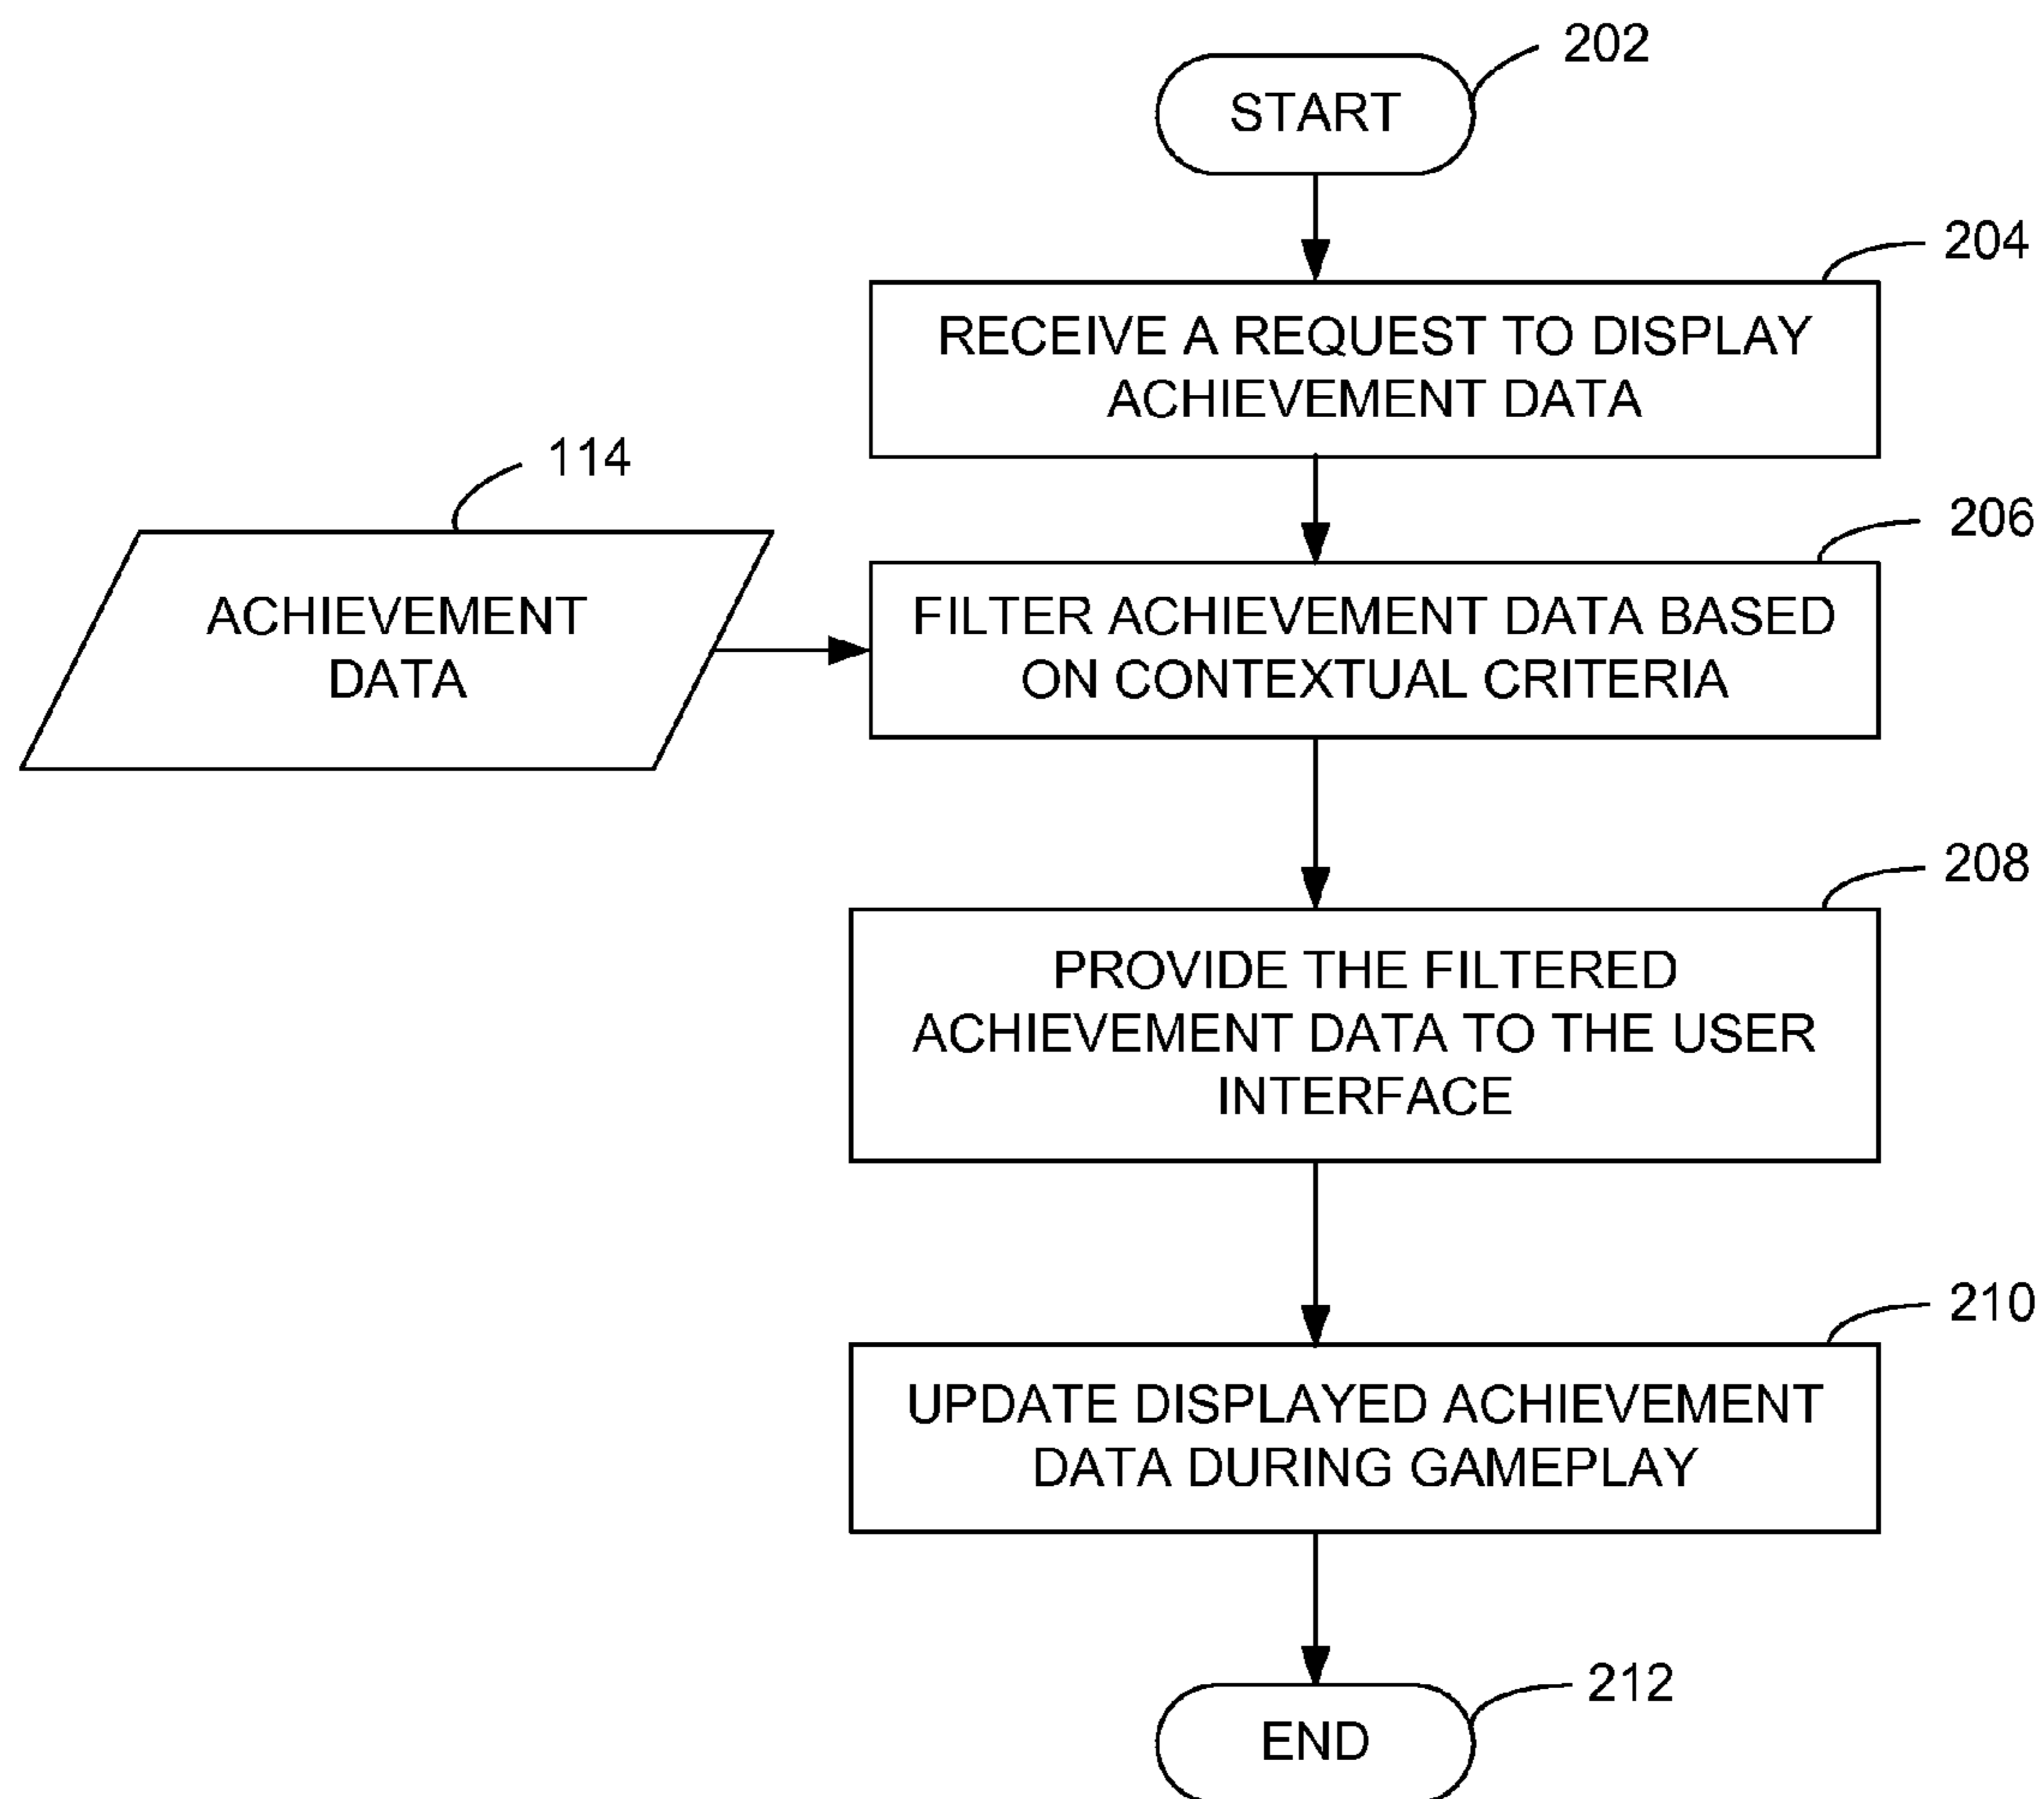 202
START
204
RECEIVE A REQUEST TO DISPLAY
ACHIEVEMENT DATA
114
ACHIEVEMENT
DATA
206
FILTER ACHIEVEMENT DATA BASED
ON CONTEXTUAL CRITERIA
208
PROVIDE THE FILTERED
ACHIEVEMENT DATA TO THE USER
INTERFACE
210
UPDATE DISPLAYED ACHIEVEMENT
DATA DURING GAMEPLAY
212
END